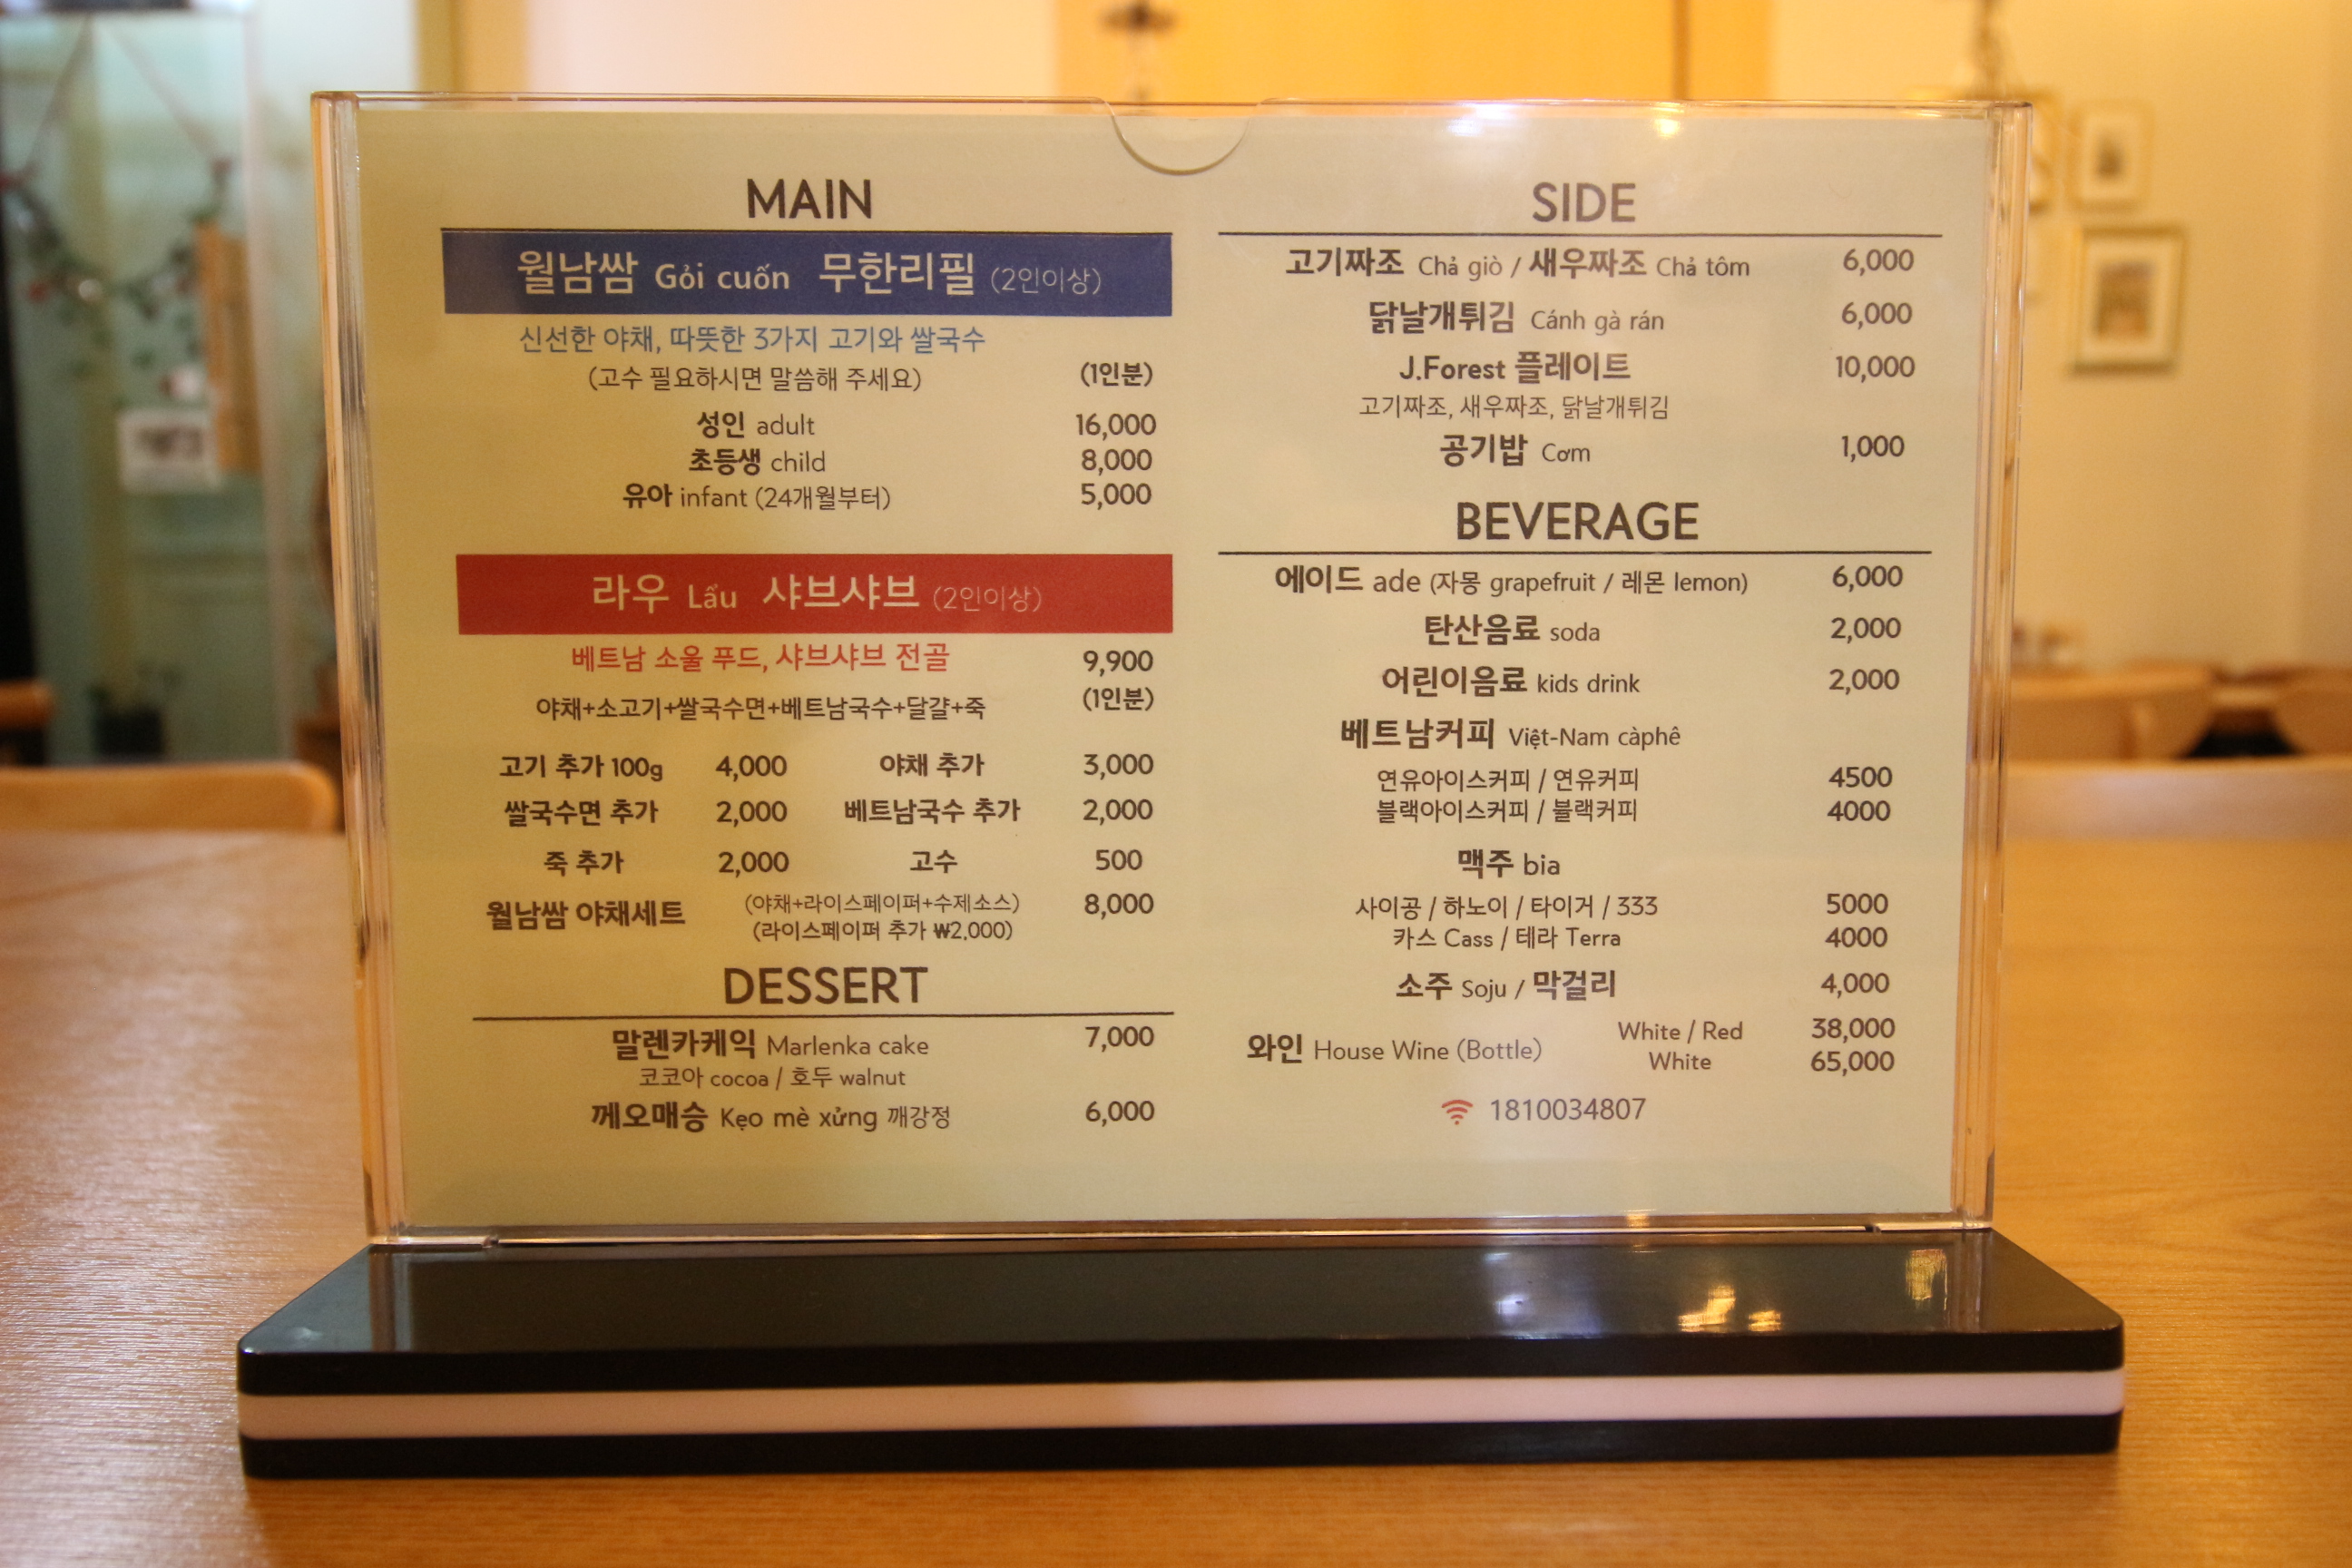 MAIN
월남쌈 Gỏi cuốn 무한리필 (2인이상)
신선한 야채, 따뜻한 3가지 고기와 쌀국수
(고수 필요하시면 말씀해 주세요) (1인분)
성인 adult 16,000
초등생 child 8,000
유아 infant (24개월부터) 5,000
라우 Lẩu 샤브샤브 (2인이상)
베트남 소울 푸드, 샤브샤브 전골 9,900
야채+소고기+쌀국수면+베트남국수+달걀+죽 (1인분)
고기 추가 100g 4,000 야채 추가 3,000
쌀국수면 추가 2,000 베트남국수 추가 2,000
죽 추가 2,000 고수 500
월남쌈 야채세트 (야채+라이스페이퍼+수제소스) 8,000
(라이스페이퍼 추가 ₩2,000)
DESSERT
말렌카케익 Marlenka cake 7,000
코코아 cocoa / 호두 walnut
께오매승 Kẹo mè xửng 깨강정 6,000
SIDE
고기짜조 Chả giò / 새우짜조 Chả tôm 6,000
닭날개튀김 Cánh gà rán 6,000
J.Forest 플레이트 10,000
고기짜조, 새우짜조, 닭날개튀김
공기밥 Cơm 1,000
BEVERAGE
에이드 ade (자몽 grapefruit / 레몬 lemon) 6,000
탄산음료 soda 2,000
어린이음료 kids drink 2,000
베트남커피 Việt-Nam càphê
연유아이스커피 / 연유커피 4500
블랙아이스커피 / 블랙커피 4000
맥주 bia
사이공 / 하노이 / 타이거 / 333 5000
카스 Cass / 테라 Terra 4000
소주 Soju / 막걸리 4,000
와인 House Wine (Bottle) White / Red 38,000
White 65,000
1810034807